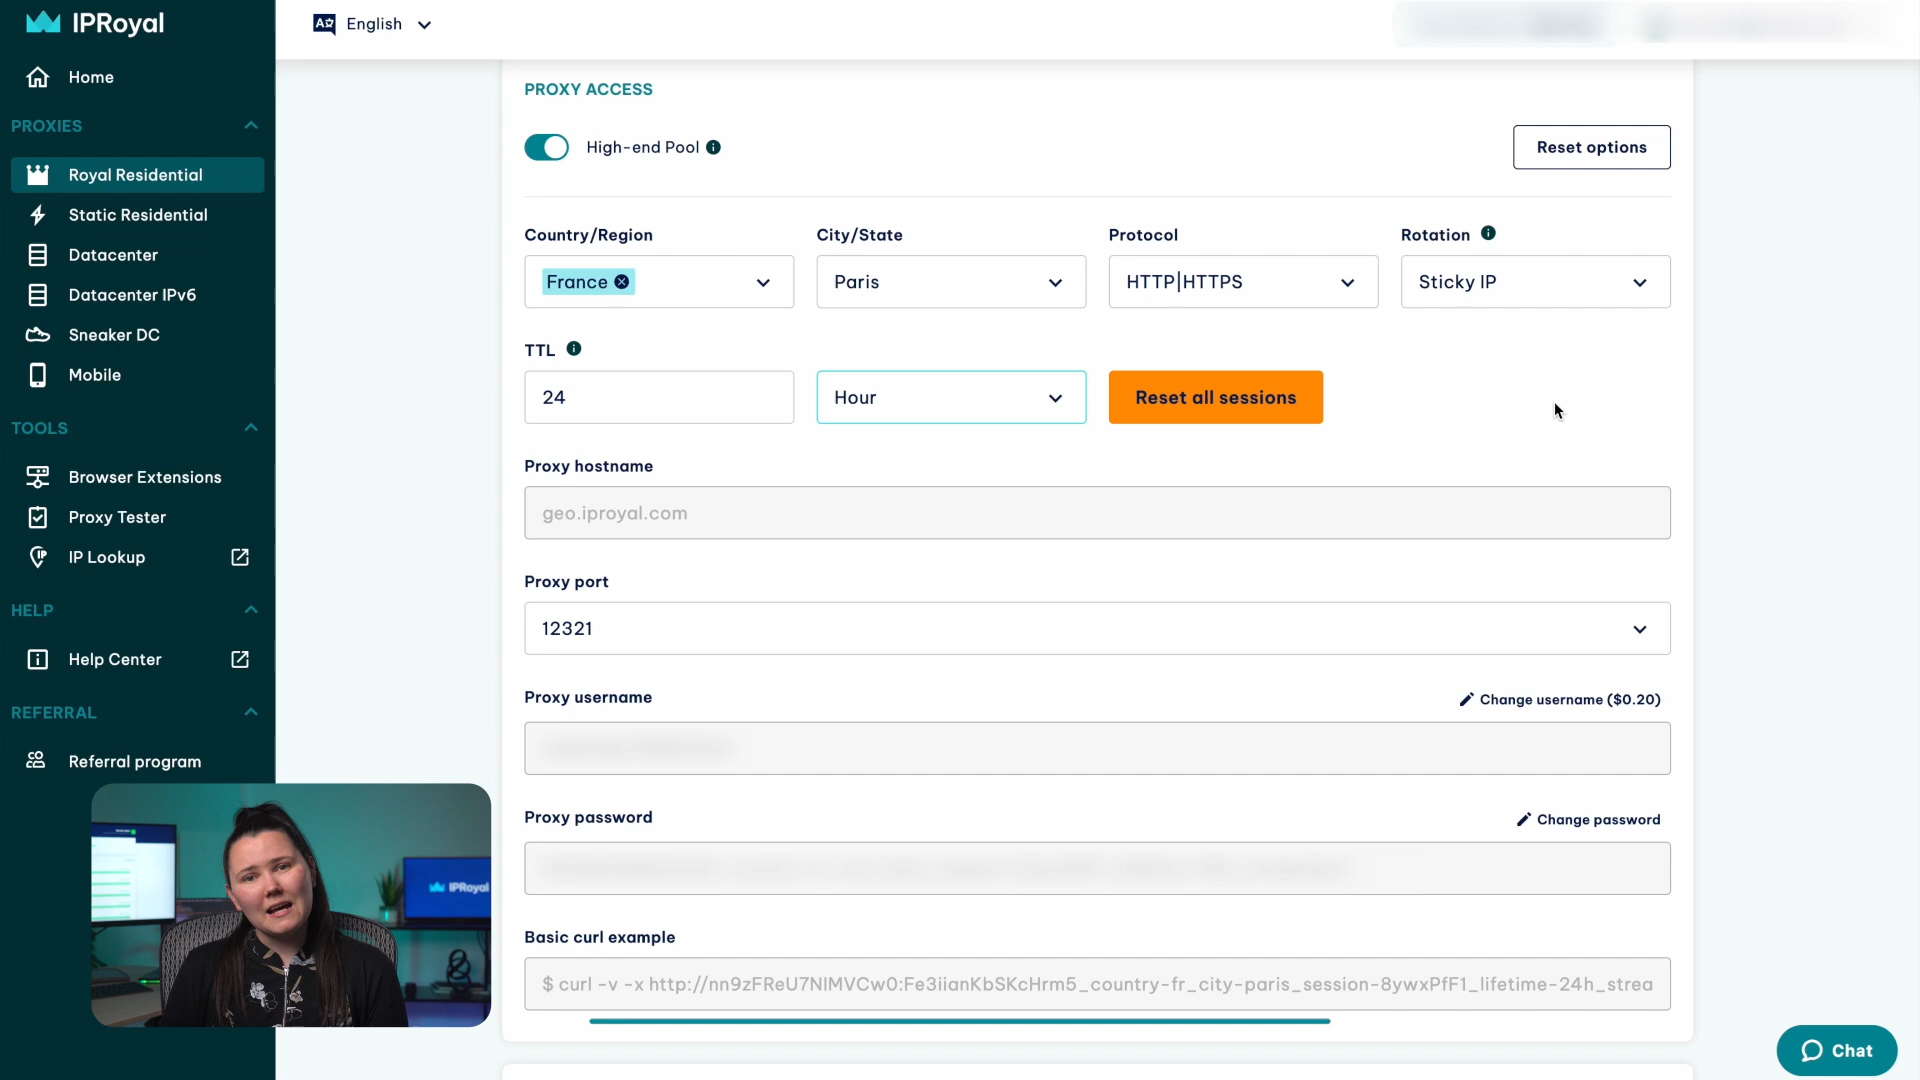 IPRoyal
English
Home
PROXIES
Royal Residential
Static Residential
Datacenter
Datacenter IPv6
Sneaker DC
Mobile
TOOLS
Browser Extensions
Proxy Tester
IP Lookup
HELP
Help Center
REFERRAL
Referral program
PROXY ACCESS
High-end Pool
Reset options
Country/Region City/State Protocol Rotation
France Paris HTTP|HTTPS Sticky IP
TTL
24 Hour Reset all sessions
Proxy hostname
geo.iproyal.com
Proxy port
12321
Proxy username Change username ($0.20)
Proxy password Change password
Basic curl example
$ curl -v -x http://nn9zFReU7NIMVCw0:Fe3iianKbSKcHrm5_country-fr_city-paris_session-8ywxPfF1_lifetime-24h_strea
IPRoyal
Chat